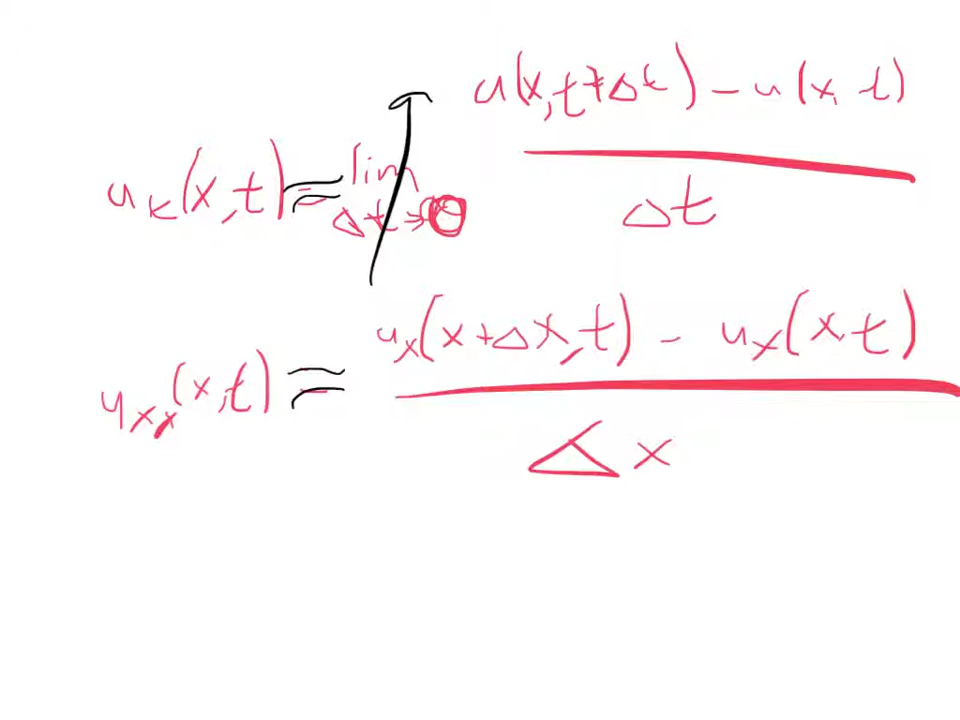 u(x,t+Δt) - u(x,t)
u_t(x,t) ≈ lim
Δt→0
Δt
u_x(x+Δx,t) - u_x(x,t)
u_xx(x,t) ≈
Δx